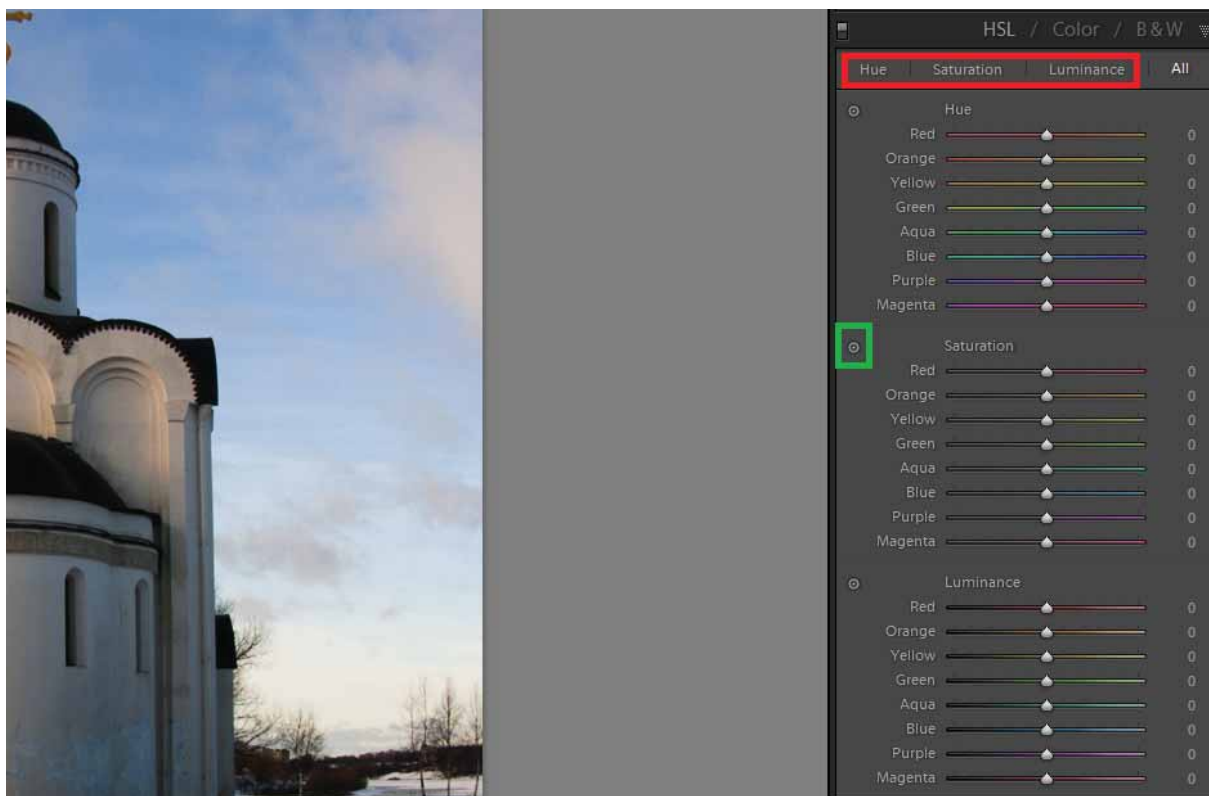 HSL / Color / B & W
Hue Saturation Luminance All
Hue
Red 0
Orange 0
Yellow 0
Green 0
Aqua 0
Blue 0
Purple 0
Magenta 0
Saturation
Red 0
Orange 0
Yellow 0
Green 0
Aqua 0
Blue 0
Purple 0
Magenta 0
Luminance
Red 0
Orange 0
Yellow 0
Green 0
Aqua 0
Blue 0
Purple 0
Magenta 0